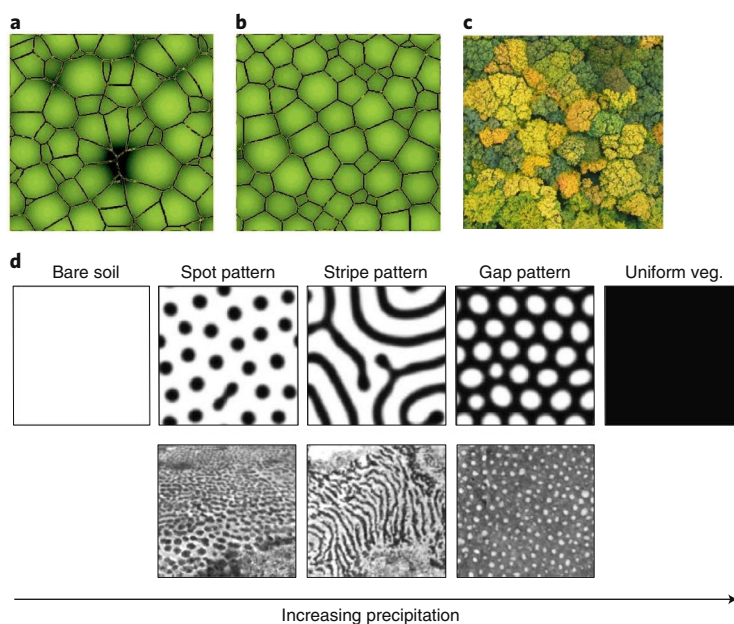 a
b
c
d
Bare soil
Spot pattern
Stripe pattern
Gap pattern
Uniform veg.
Increasing precipitation